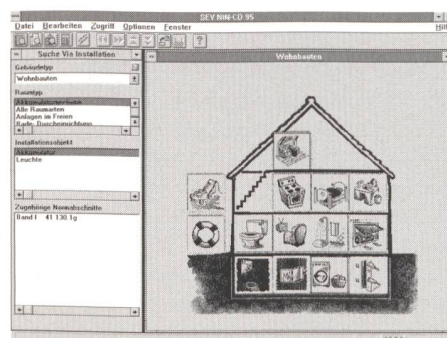 SEV NIN-CD 95
Datei Bearbeiten Zugriff Optionen Fenster Hilf
Suche Via Installation
Wohnbauten
Gebäudetyp
Wohnbauten
Raumtyp
Alle Raumarten
Anlagen im Freien
Installationsobjekt
Akkumulator
Leuchte
Zugehörige Normabschnitte
Band I 41 130.1g